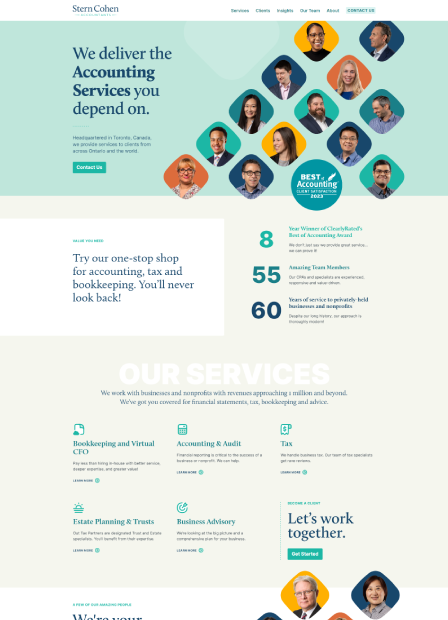 Stern Cohen
ACCOUNTANTS
Services
Clients
Insights
Our Team
About
CONTACT US
We deliver the
Accounting
Services you
depend on.
Headquartered in Toronto, Canada,
we provide services to clients from
across Ontario and the world.
Contact Us
BEST of
Accounting
CLIENT SATISFACTION
2023
VALUE YOU NEED
Try our one-stop shop
for accounting, tax and
bookkeeping. You'll never
look back!
8
Year Winner of ClearlyRated's
Best of Accounting Award
We don't just say we provide great service...
we can prove it!
55
Amazing Team Members
Our CPAs and specialists are experienced,
responsive and value-driven.
60
Years of service to privately-held
businesses and nonprofits
Despite our long history, our approach is
thoroughly modern!
OUR SERVICES
We work with businesses and nonprofits with revenues approaching 1 million and beyond.
We've got you covered for financial statements, tax, bookkeeping and advice.
Bookkeeping and Virtual
CFO
Pay less than hiring in-house with better service,
deeper expertise, and greater value!
LEARN MORE
Accounting & Audit
Financial reporting is critical to the success of a
business or nonprofit. We can help.
LEARN MORE
Tax
We handle business tax. Our team of tax specialists
get rave reviews.
LEARN MORE
Estate Planning & Trusts
Our Tax Partners are designated Trust and Estate
specialists. You'll benefit from their expertise.
LEARN MORE
Business Advisory
We're looking at the big picture and a
comprehensive plan for your business.
LEARN MORE
BECOME A CLIENT
Let's work
together.
Get Started
A FEW OF OUR AMAZING PEOPLE
We're your